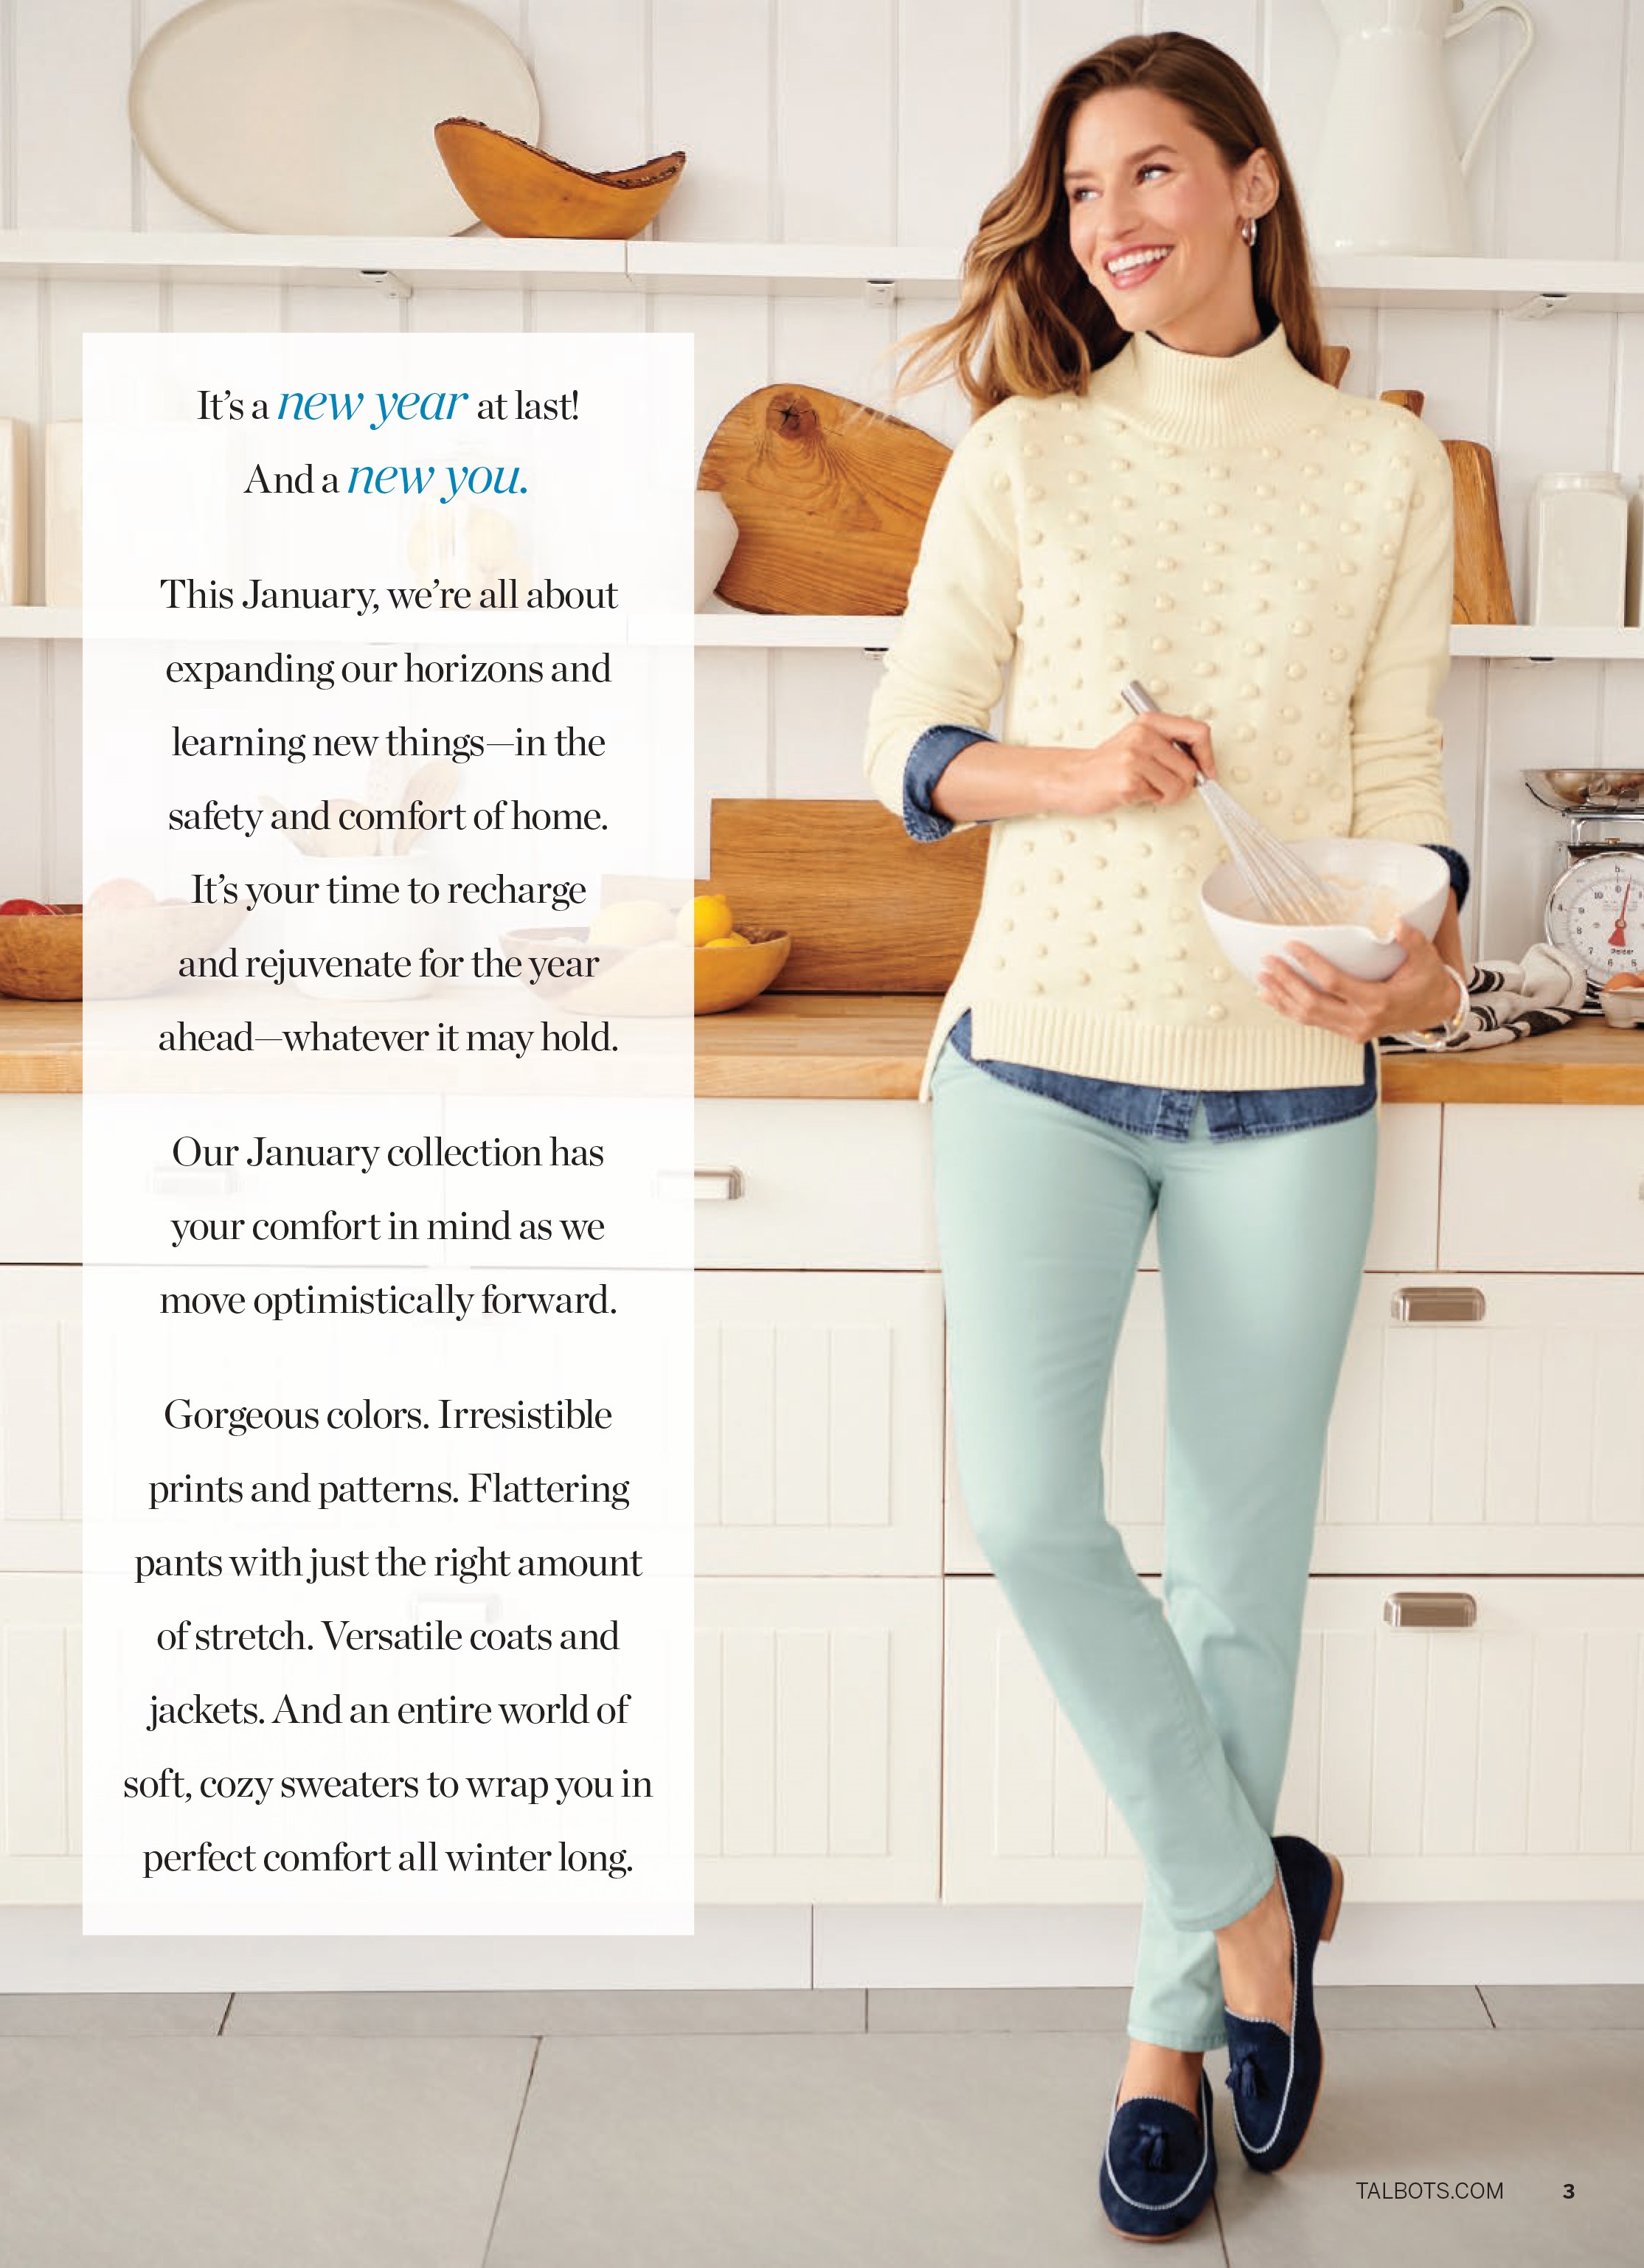 It’s a new year at last!
And a new you.
This January, we’re all about
expanding our horizons and
learning new things—in the
safety and comfort of home.
It’s your time to recharge
and rejuvenate for the year
ahead—whatever it may hold.
Our January collection has
your comfort in mind as we
move optimistically forward.
Gorgeous colors. Irresistible
prints and patterns. Flattering
pants with just the right amount
of stretch. Versatile coats and
jackets. And an entire world of
soft, cozy sweaters to wrap you in
perfect comfort all winter long.
TALBOTS.COM 3